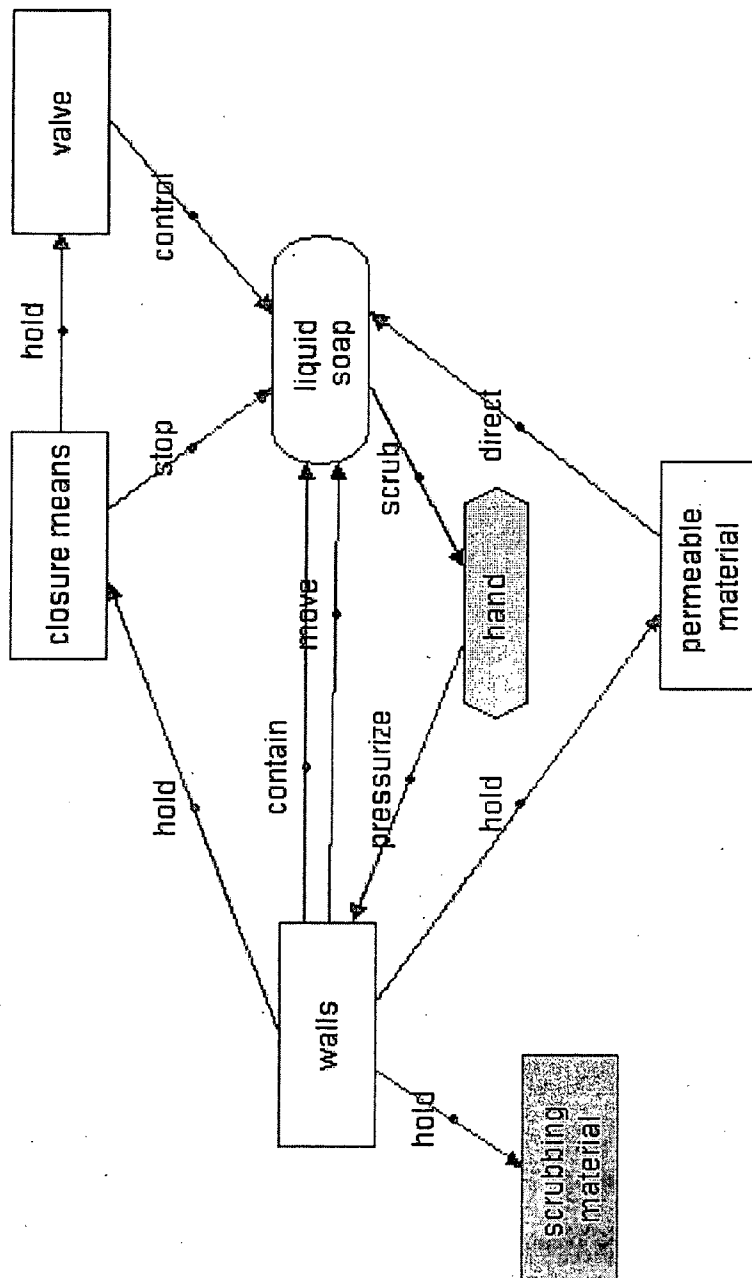 closure means
hold
valve
hold
stop
control
walls
contain
move
liquid
soap
pressurize
scrub
hand
hold
hold
direct
scrubbing
material
permeable
material